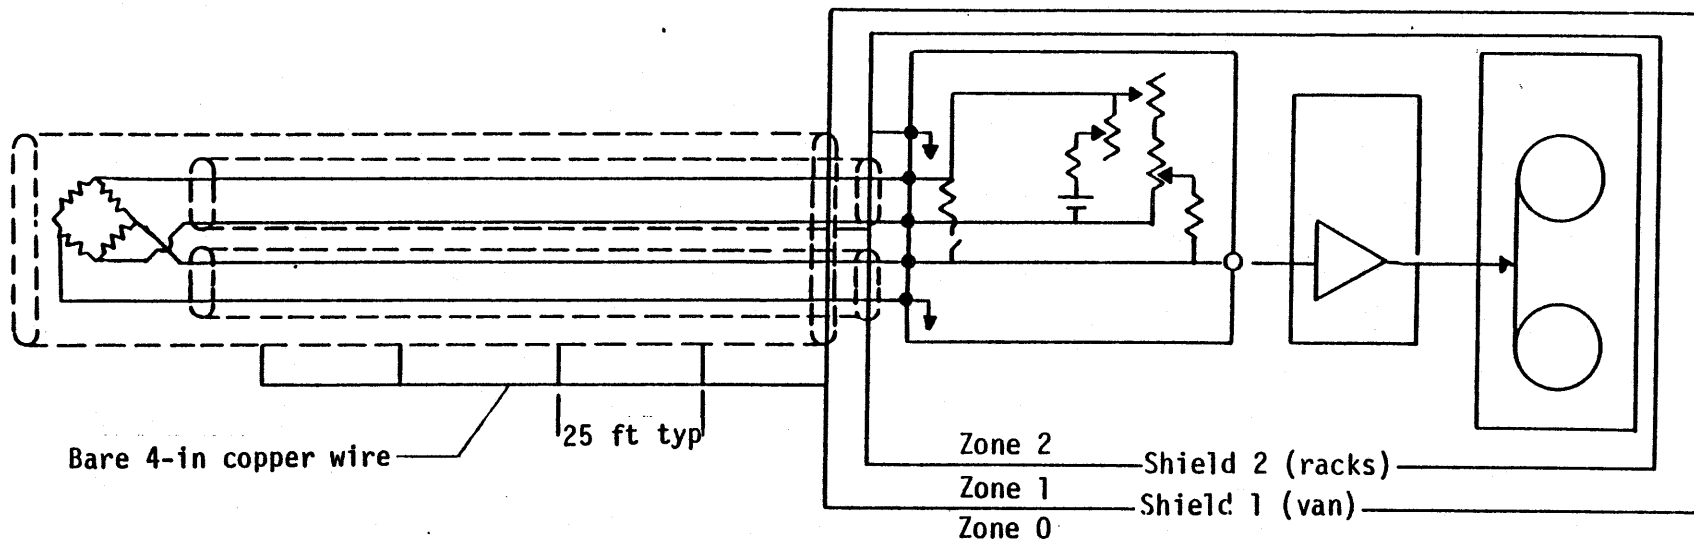 Bare 4-in copper wire
25 ft typ
Zone 2
Shield 2 (racks)
Zone 1
Shield 1 (van)
Zone 0